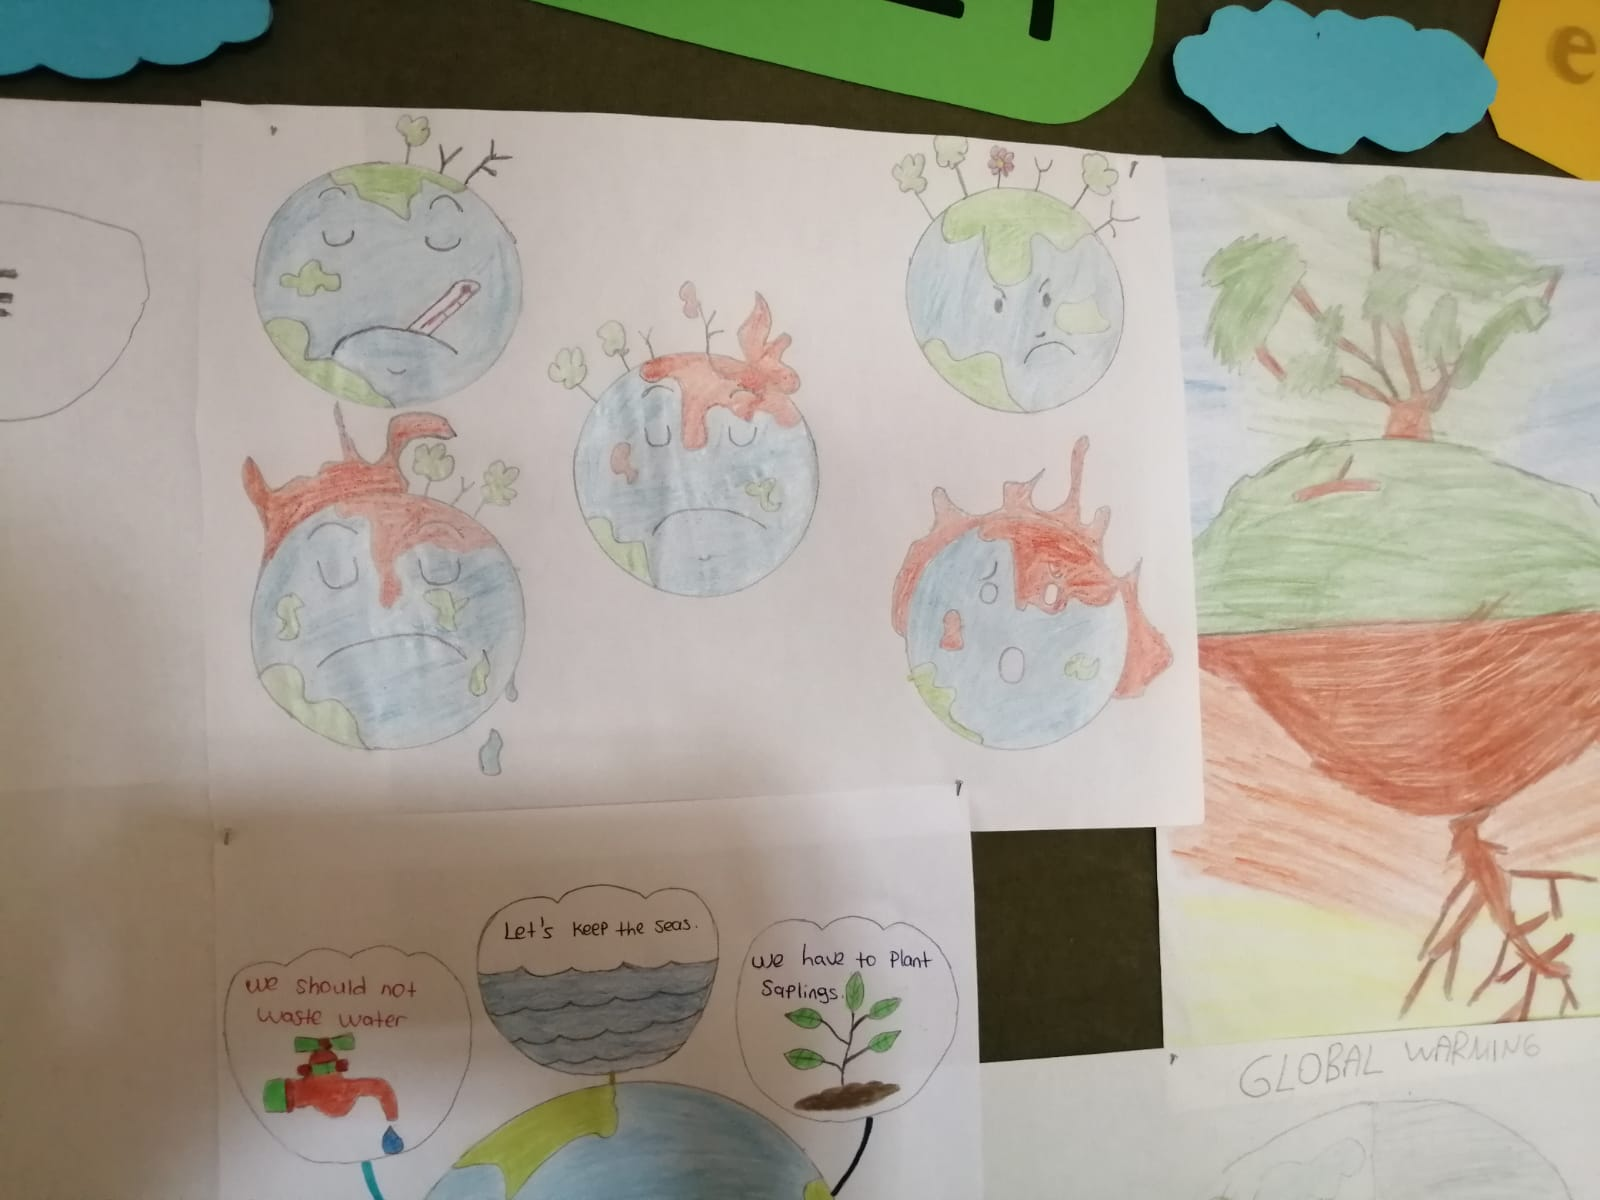 e
Let's keep the seas.
we have to plant
saplings.
we should not
waste water
GLOBAL WARMING